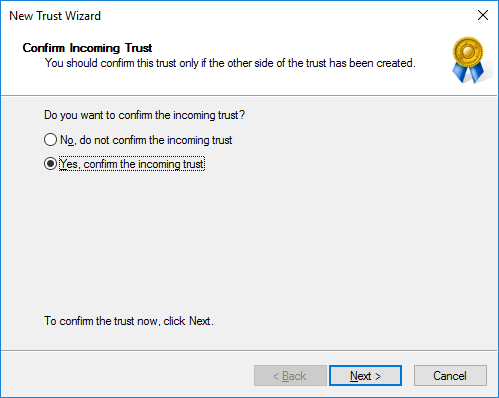 New Trust Wizard
Confirm Incoming Trust
You should confirm this trust only if the other side of the trust has been created.
Do you want to confirm the incoming trust?
No, do not confirm the incoming trust
Yes, confirm the incoming trust
To confirm the trust now, click Next.
< Back Next > Cancel